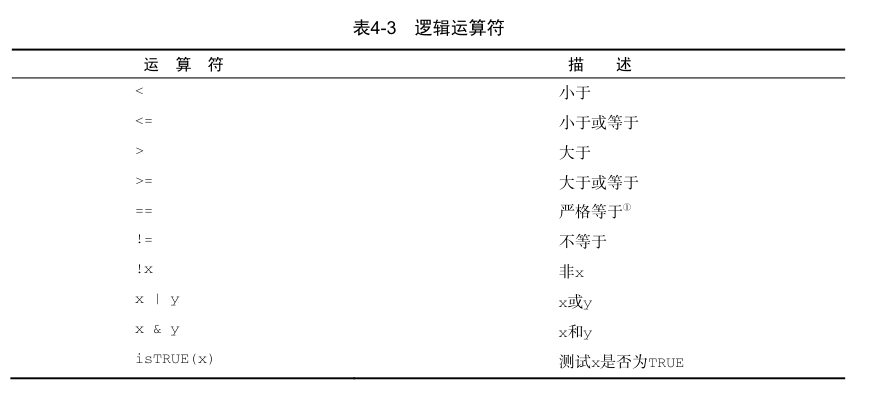 表4-3 逻辑运算符
运 算 符 描 述
< 小于
<= 小于或等于
> 大于
>= 大于或等于
== 严格等于①
!= 不等于
!x 非x
x | y x或y
x & y x和y
isTRUE(x) 测试x是否为TRUE